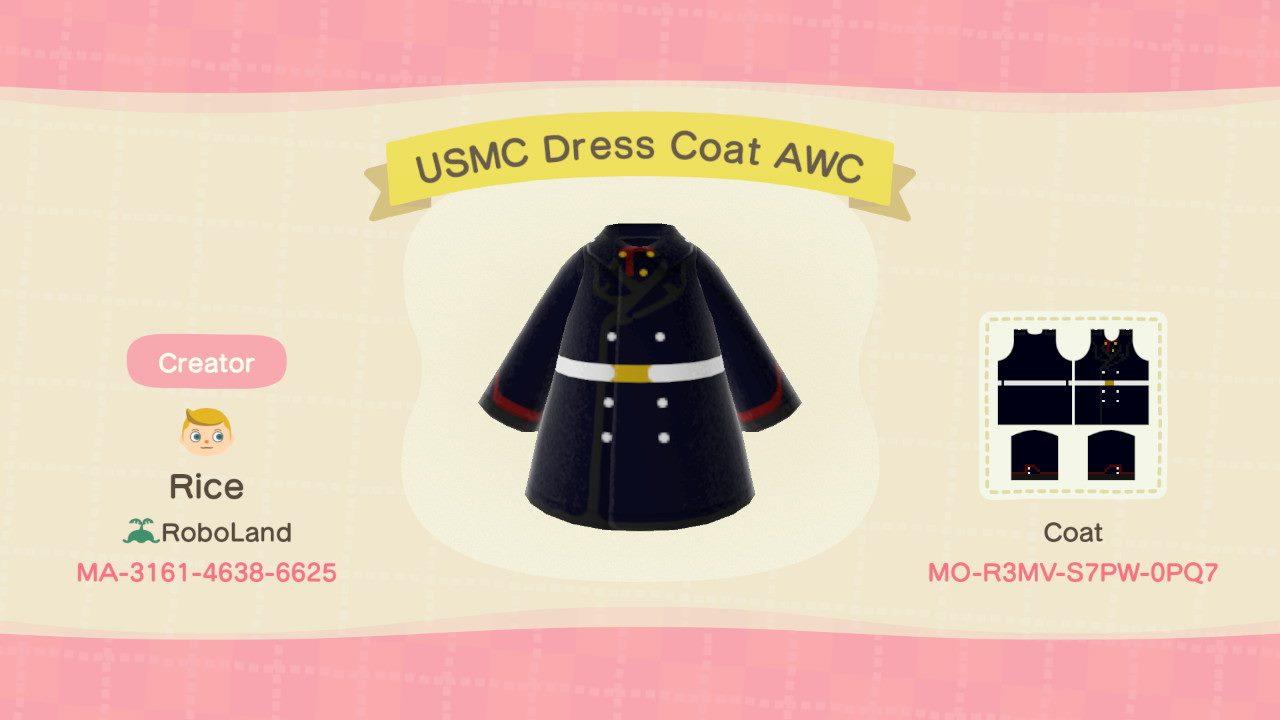 USMC Dress Coat AWC
Creator
Rice
RoboLand
MA-3161-4638-6625
Coat
MO-R3MV-S7PW-0PQ7